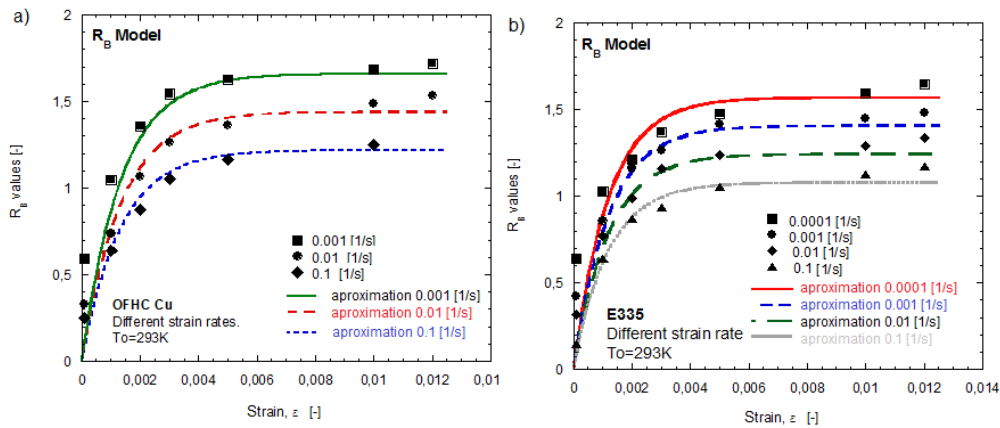 a)
R_B Model
R_B values [-]
2
1,5
1
0,5
0
0.001 [1/s]
0.01 [1/s]
0.1 [1/s]
OFHC Cu
Different strain rates.
To=293K
aproximation 0.001 [1/s]
aproximation 0.01 [1/s]
aproximation 0.1 [1/s]
0
0,002
0,004
0,006
0,008
0,01
0,012
0,01
Strain, ε [-]
b)
R_B Model
R_B values [-]
2
1,5
1
0,5
0
0.0001 [1/s]
0.001 [1/s]
0.01 [1/s]
0.1 [1/s]
E335
Different strain rate
To=293K
aproximation 0.0001 [1/s]
aproximation 0.001 [1/s]
aproximation 0.01 [1/s]
aproximation 0.1 [1/s]
0
0,002
0,004
0,006
0,008
0,01
0,012
0,014
Strain, ε [-]